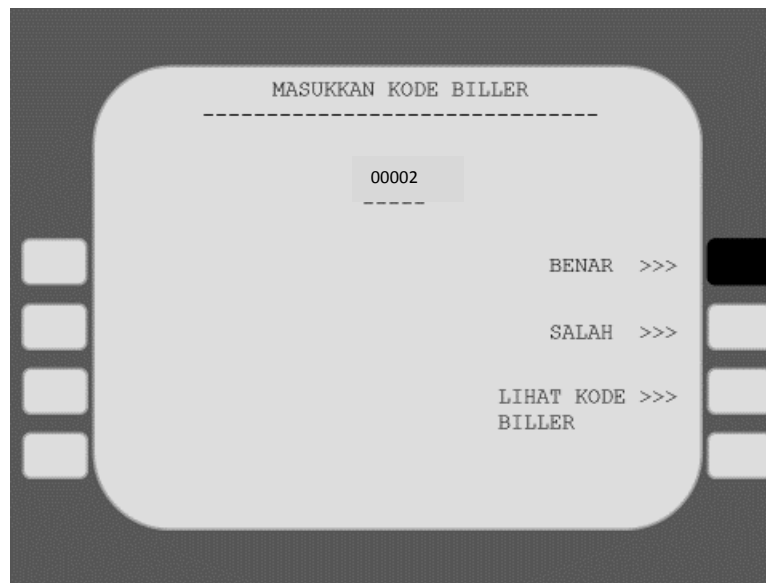 MASUKKAN KODE BILLER
-------------------------------
00002
-----
BENAR >>>
SALAH >>>
LIHAT KODE >>>
BILLER